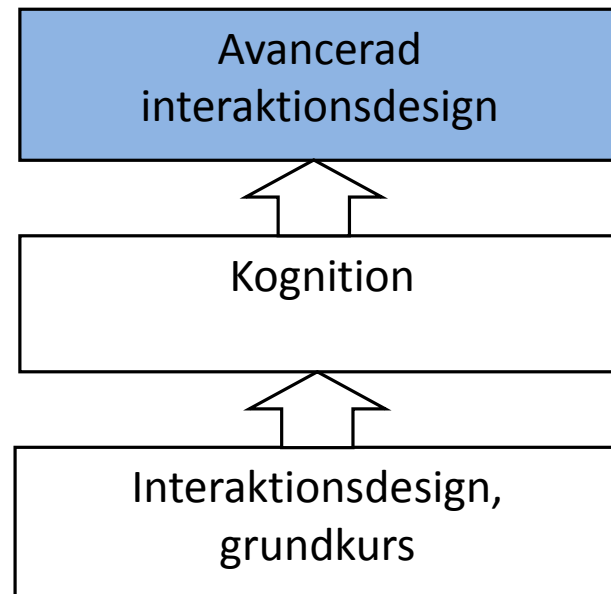 Avancerad
interaktionsdesign
Kognition
Interaktionsdesign,
grundkurs